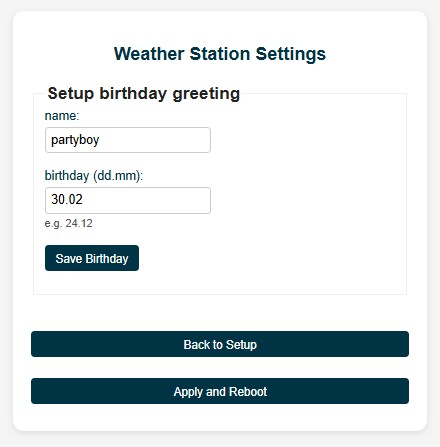 Weather Station Settings
Setup birthday greeting
name:
partyboy
birthday (dd.mm):
30.02
e.g. 24.12
Save Birthday
Back to Setup
Apply and Reboot